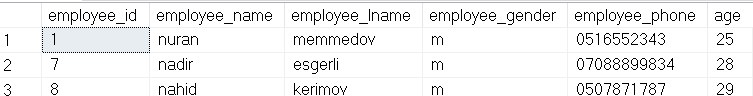 employee_id employee_name employee_lname employee_gender employee_phone age
1 1 nuran memmedov m 0516552343 25
2 7 nadir esgerli m 07088899834 28
3 8 nahid kerimov m 0507871787 29